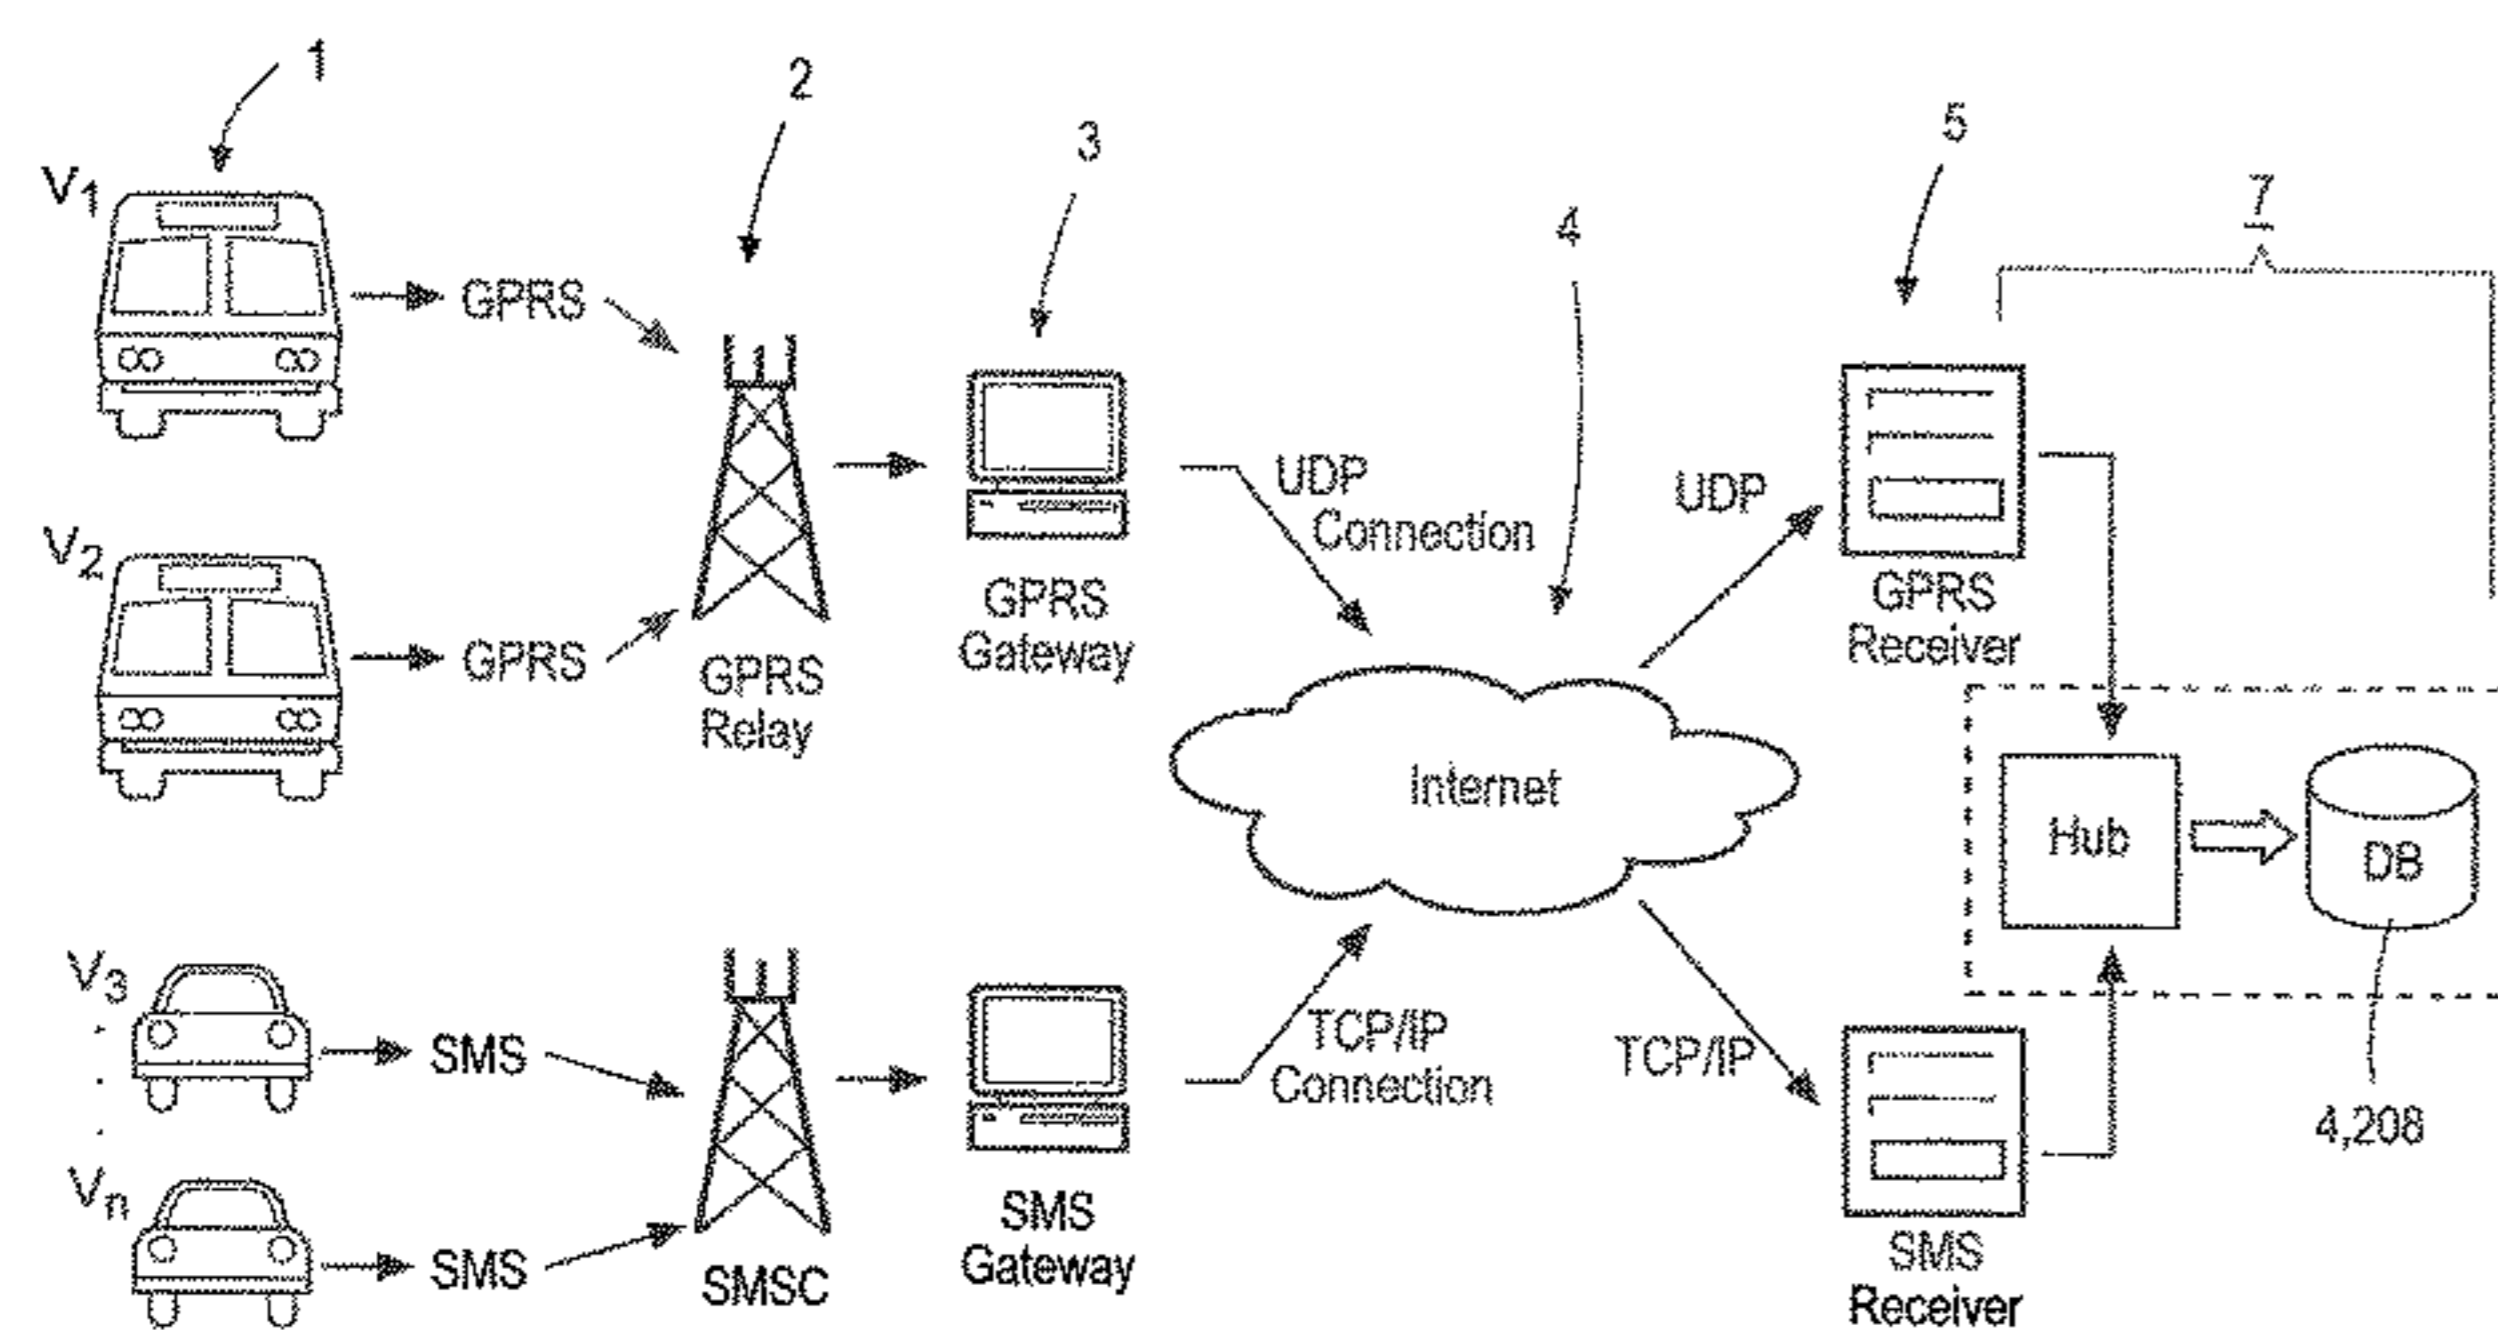 1
2
3
4
5
7
V1
GPRS
V2
GPRS
GPRS
Relay
GPRS
Gateway
UDP
Connection
Internet
UDP
GPRS
Receiver
Hub
DB
4,208
V3
SMS
Vn
SMS
SMSC
SMS
Gateway
TCP/IP
Connection
TCP/IP
SMS
Receiver